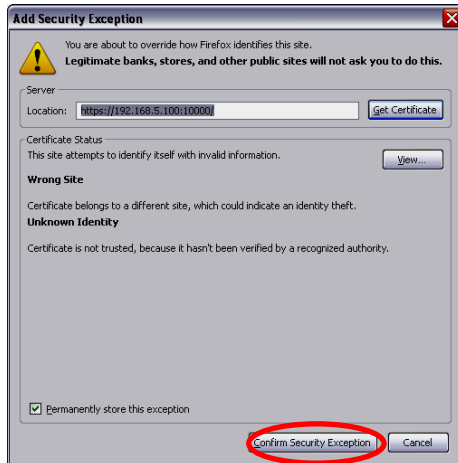 Add Security Exception
You are about to override how Firefox identifies this site.
Legitimate banks, stores, and other public sites will not ask you to do this.
Server
Location: https://192.168.5.100:10000/ Get Certificate
Certificate Status
This site attempts to identify itself with invalid information. View...
Wrong Site
Certificate belongs to a different site, which could indicate an identity theft.
Unknown Identity
Certificate is not trusted, because it hasn't been verified by a recognized authority.
Permanently store this exception
Confirm Security Exception Cancel